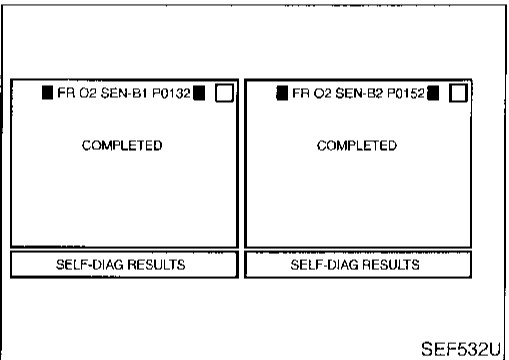 FR O2 SEN-B1 P0132
COMPLETED
SELF-DIAG RESULTS
FR O2 SEN-B2 P0152
COMPLETED
SELF-DIAG RESULTS
SEF532U